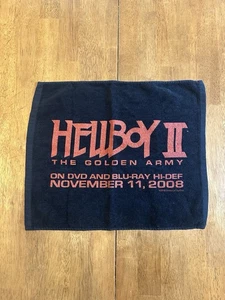 HELLBOY II
THE GOLDEN ARMY
ON DVD AND BLU-RAY HI-DEF
NOVEMBER 11, 2008